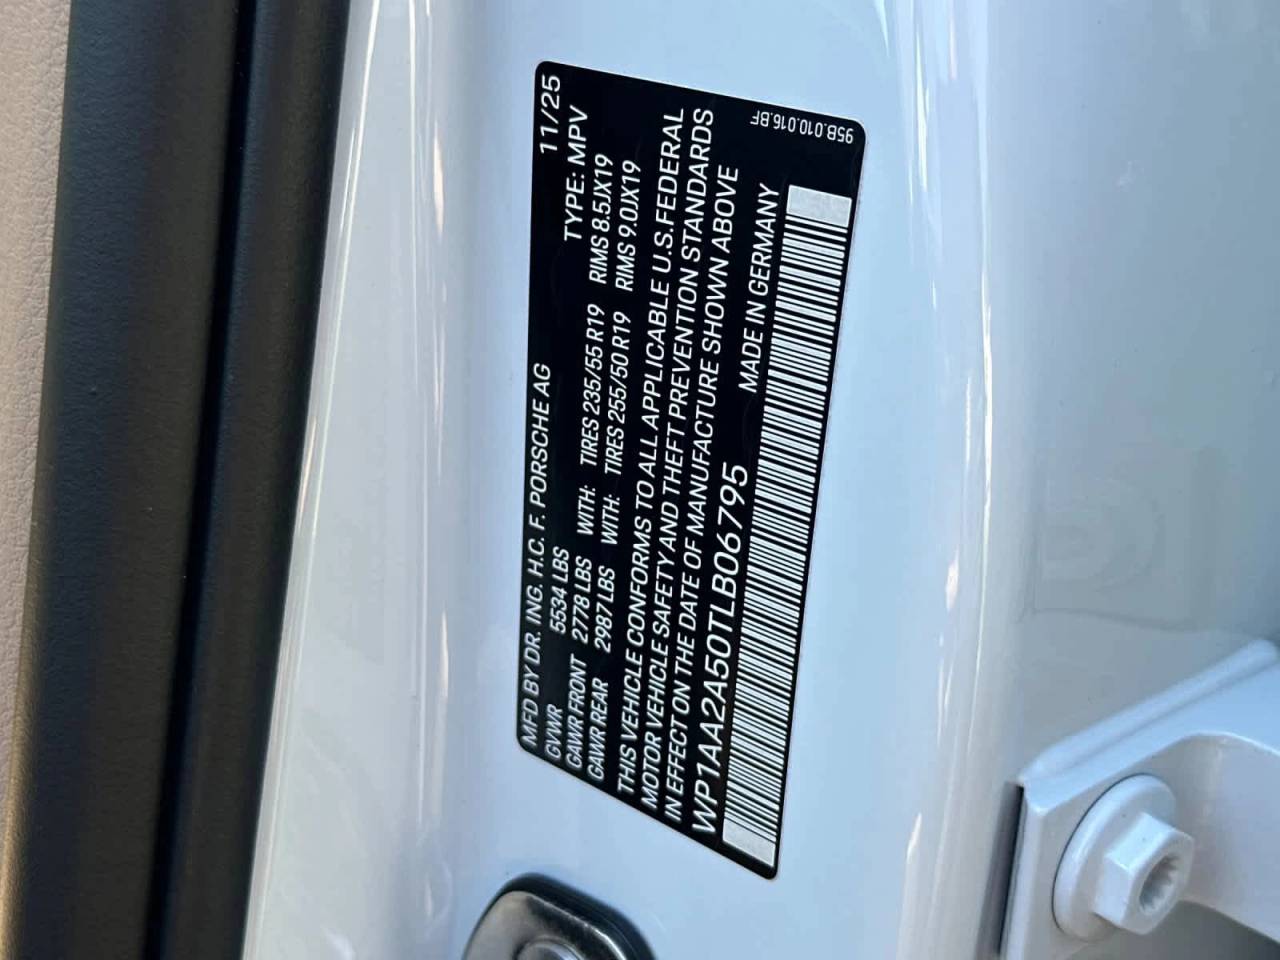 MFD BY DR. ING. H.C. F. PORSCHE AG 11/25
GVWR 5534 LBS TYPE: MPV
GAWR FRONT 2778 LBS WITH: TIRES 235/55 R19 RIMS 8.5JX19
GAWR REAR 2987 LBS WITH: TIRES 255/50 R19 RIMS 9.0JX19
THIS VEHICLE CONFORMS TO ALL APPLICABLE U.S.FEDERAL
MOTOR VEHICLE SAFETY AND THEFT PREVENTION STANDARDS
IN EFFECT ON THE DATE OF MANUFACTURE SHOWN ABOVE
WP1AA2A50TLB06795 MADE IN GERMANY
95B.010.016.BF